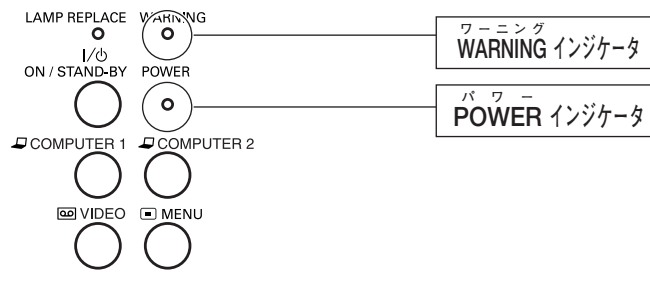 LAMP REPLACE WARNING
ワーニング
WARNING インジケータ
I/⏻
ON / STAND-BY POWER
パワー
POWER インジケータ
COMPUTER 1 COMPUTER 2
VIDEO MENU